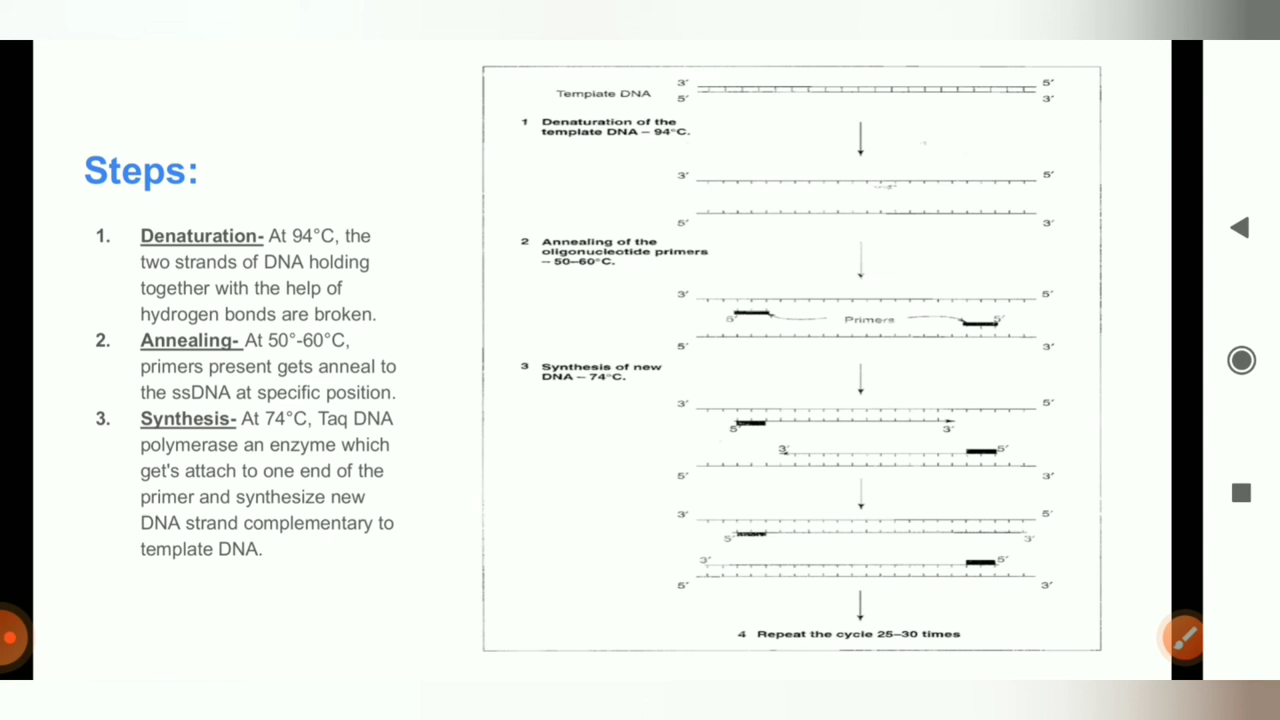 Steps:
1. Denaturation- At 94°C, the
two strands of DNA holding
together with the help of
hydrogen bonds are broken.
2. Annealing- At 50°-60°C,
primers present gets anneal to
the ssDNA at specific position.
3. Synthesis- At 74°C, Taq DNA
polymerase an enzyme which
get's attach to one end of the
primer and synthesize new
DNA strand complementary to
template DNA.
3′ 5′
Template DNA
5′ 3′
1 Denaturation of the
template DNA – 94°C.
3′ 5′
5′ 3′
2 Annealing of the
oligonucleotide primers
– 50–60°C.
3′ 5′
5′ Primers 5′
5′ 3′
3 Synthesis of new
DNA – 74°C.
3′ 5′
5′ 3′
3′ 5′
5′ 3′
3′ 5′
5′ 3′
3′ 5′
5′ 3′
4 Repeat the cycle 25–30 times